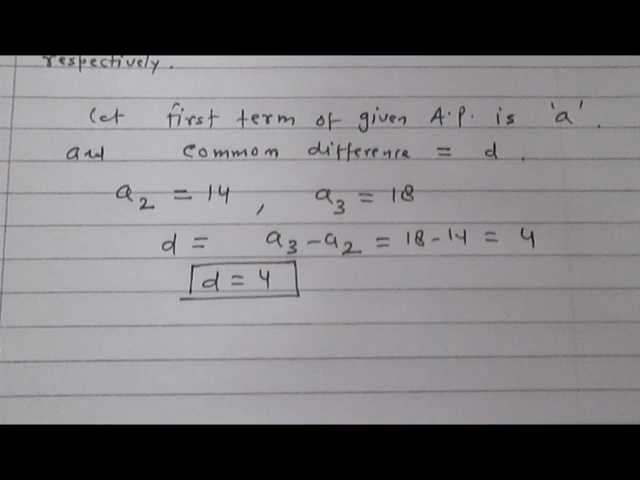 respectively.
Let first term of given A.P. is 'a'.
and common difference = d.
a₂ = 14, a₃ = 18
d = a₃ - a₂ = 18 - 14 = 4
d = 4